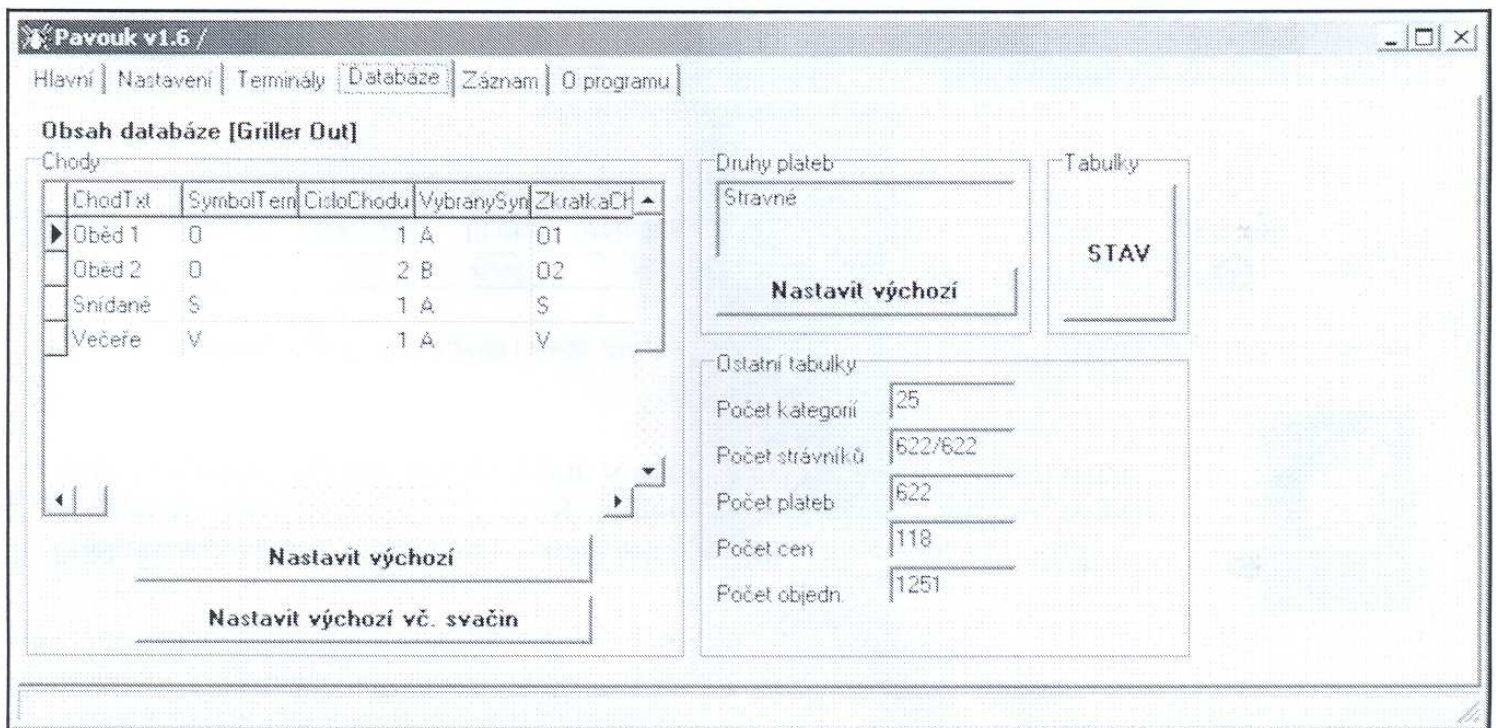 Pavouk v1.6 /
Hlavní Nastavení Terminály Databáze Záznam O programu
Obsah databáze [Griller Out]
Chody
ChodTxt SymbolTerm CisloChodu VybranySyn ZkratkaCh
Oběd 1 O 1 A O1
Oběd 2 O 2 B O2
Snídaně S 1 A S
Večeře V 1 A V
Nastavit výchozí
Nastavit výchozí vč. svačin
Druhy plateb
Stravné
Nastavit výchozí
Tabulky
STAV
Ostatní tabulky
Počet kategorií 25
Počet strávníků 622/622
Počet plateb 622
Počet cen 118
Počet objedn. 1251